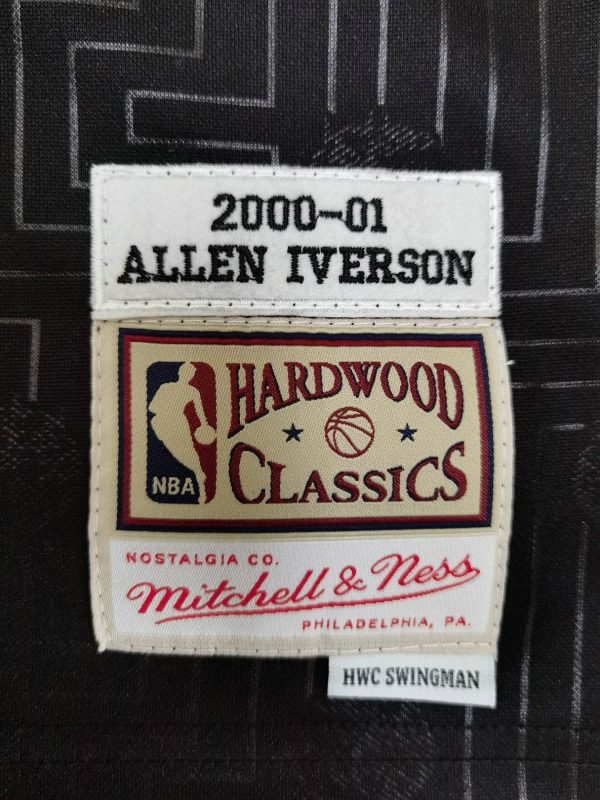 2000-01
ALLEN IVERSON
HARDWOOD
NBA
CLASSICS
NOSTALGIA CO.
Mitchell & Ness
PHILADELPHIA, PA.
HWC SWINGMAN